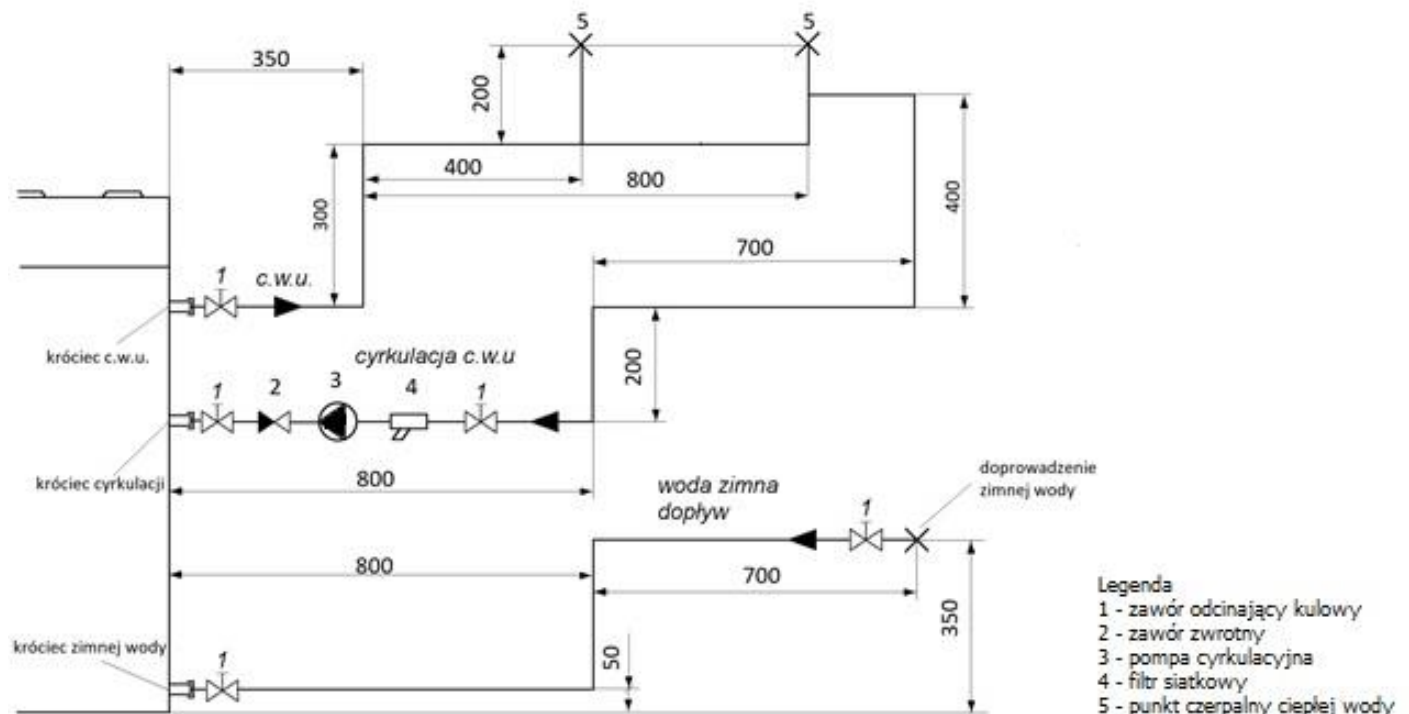 5 5
350
200
400
800
300
400
700
1 c.w.u.
króciec c.w.u.
cyrkulacja c.w.u
1 2 3 4 1
200
króciec cyrkulacji
800
woda zimna
dopływ
doprowadzenie
zimnej wody
1
800
700
350
króciec zimnej wody
1
50
Legenda
1 - zawór odcinający kulowy
2 - zawór zwrotny
3 - pompa cyrkulacyjna
4 - filtr siatkowy
5 - punkt czerpalny ciepłej wody